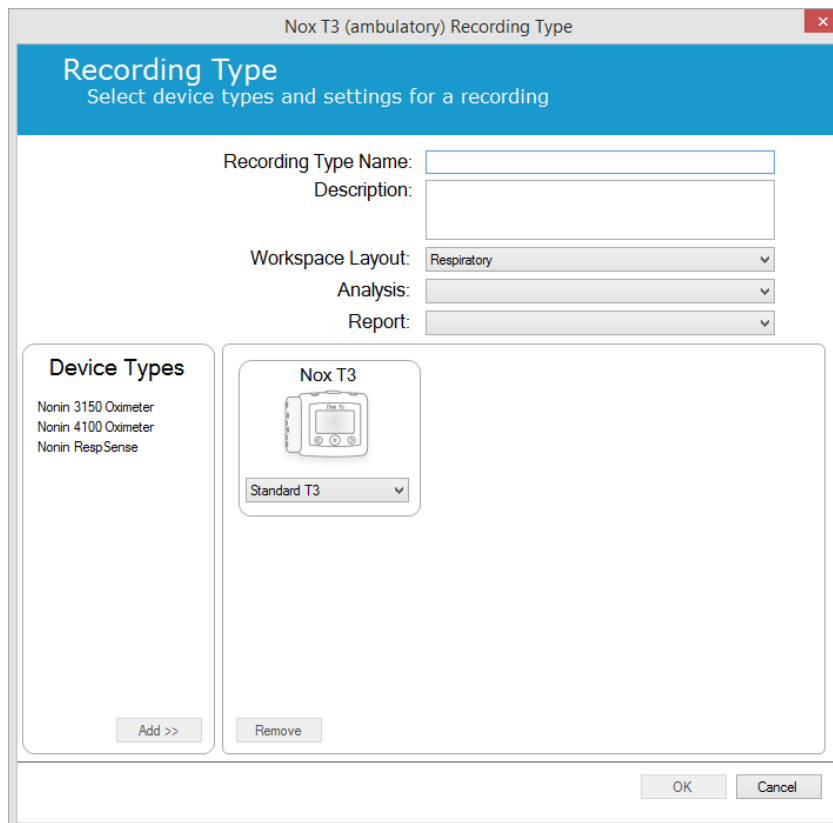 Nox T3 (ambulatory) Recording Type
Recording Type
Select device types and settings for a recording
Recording Type Name:
Description:
Workspace Layout: Respiratory
Analysis:
Report:
Device Types
Nonin 3150 Oximeter
Nonin 4100 Oximeter
Nonin RespSense
Add >>
Nox T3
Nox T3
Standard T3
Remove
OK Cancel